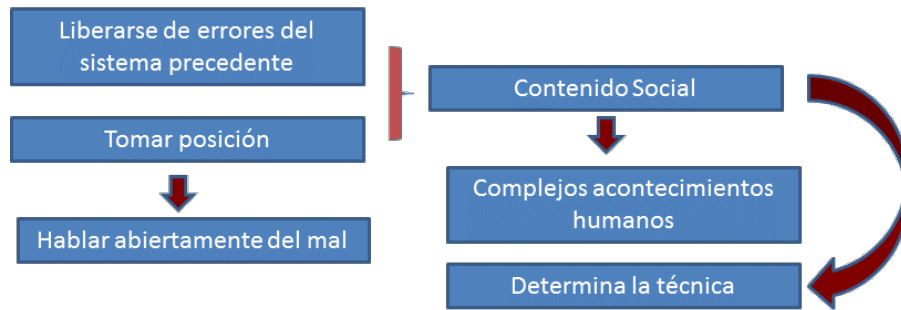 Liberarse de errores del
sistema precedente
Tomar posición
Hablar abiertamente del mal
Contenido Social
Complejos acontecimientos
humanos
Determina la técnica